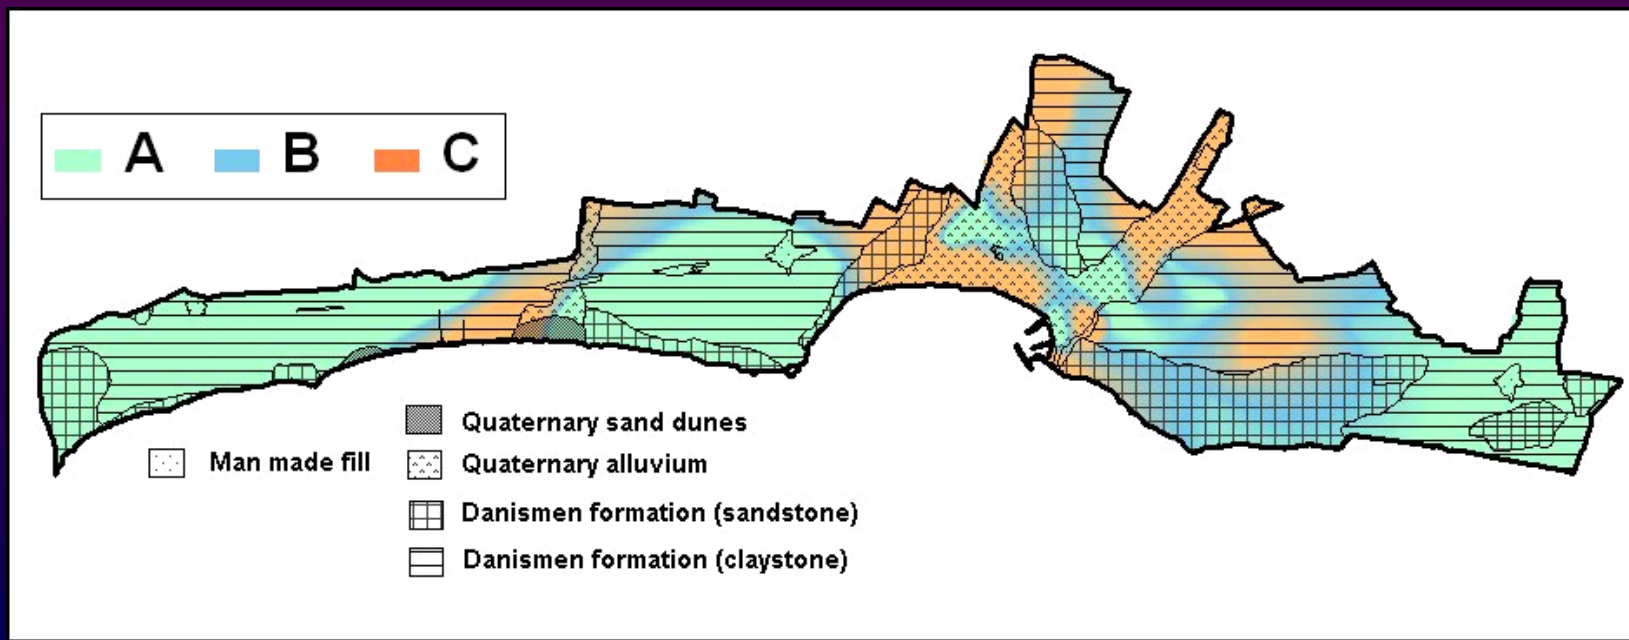 A B C
Quaternary sand dunes
Man made fill
Quaternary alluvium
Danismen formation (sandstone)
Danismen formation (claystone)